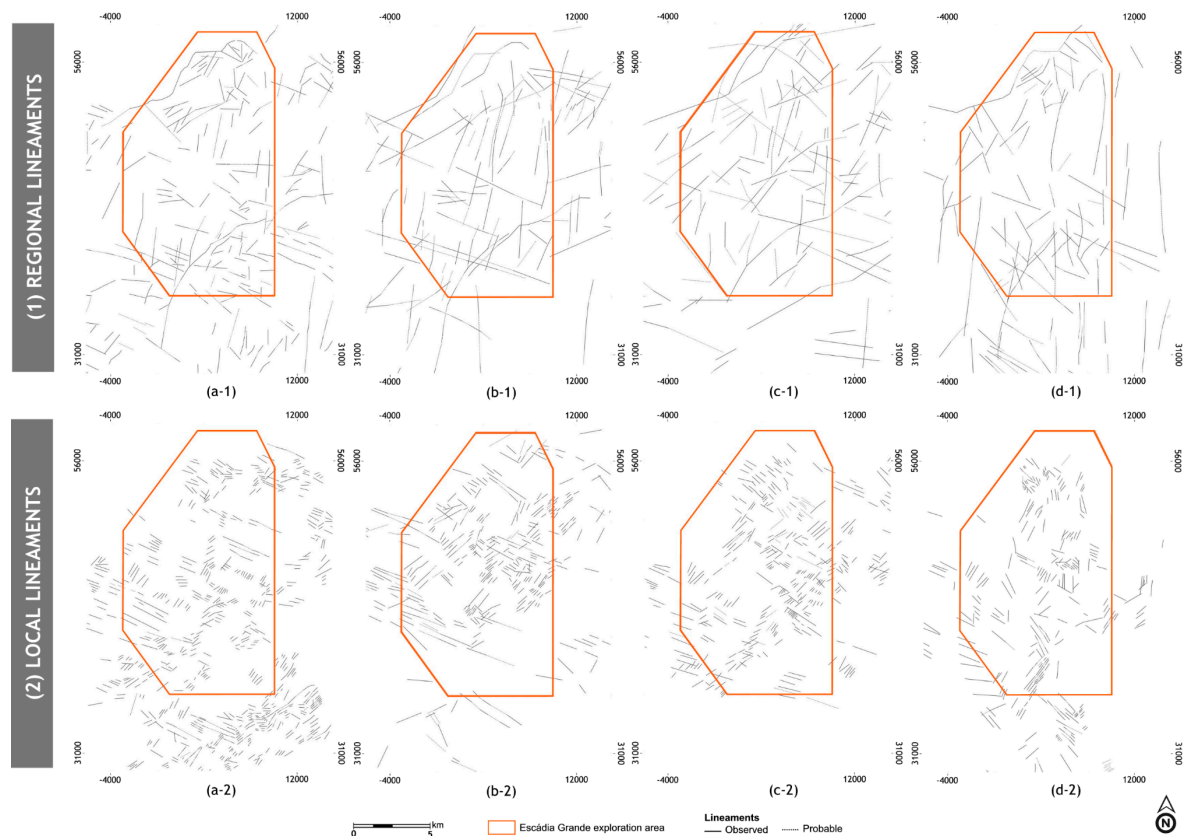 (1) REGIONAL LINEAMENTS
-4000 12000 -4000 12000 -4000 12000 -4000 12000
56000 56000 56000 56000 56000
31000 31000 31000 31000 31000
-4000 12000 -4000 12000 -4000 12000 -4000 12000
(a-1) (b-1) (c-1) (d-1)
(2) LOCAL LINEAMENTS
-4000 12000 -4000 12000 -4000 12000 -4000 12000
56000 56000 56000 56000 56000
31000 31000 31000 31000 31000
-4000 12000 -4000 12000 -4000 12000 -4000 12000
(a-2) (b-2) (c-2) (d-2)
0 5 km
Escádia Grande exploration area
Lineaments
Observed Probable
N